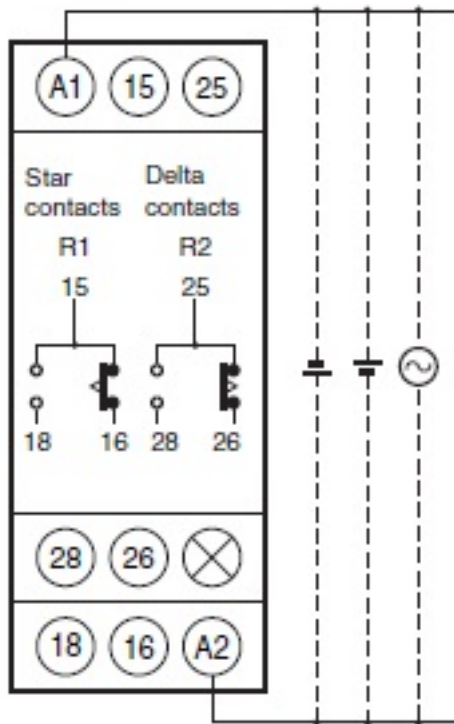 A1 15 25
Star contacts
Delta contacts
R1 R2
15 25
18 16 28 26
28 26
18 16 A2